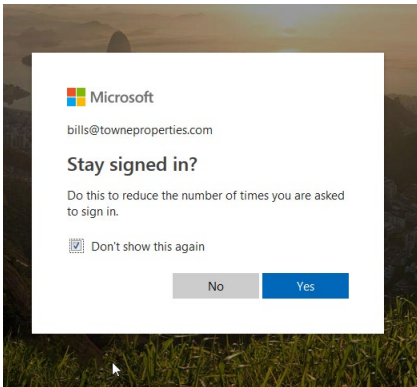 Microsoft
bills@towneproperties.com
Stay signed in?
Do this to reduce the number of times you are asked
to sign in.
Don't show this again
No
Yes